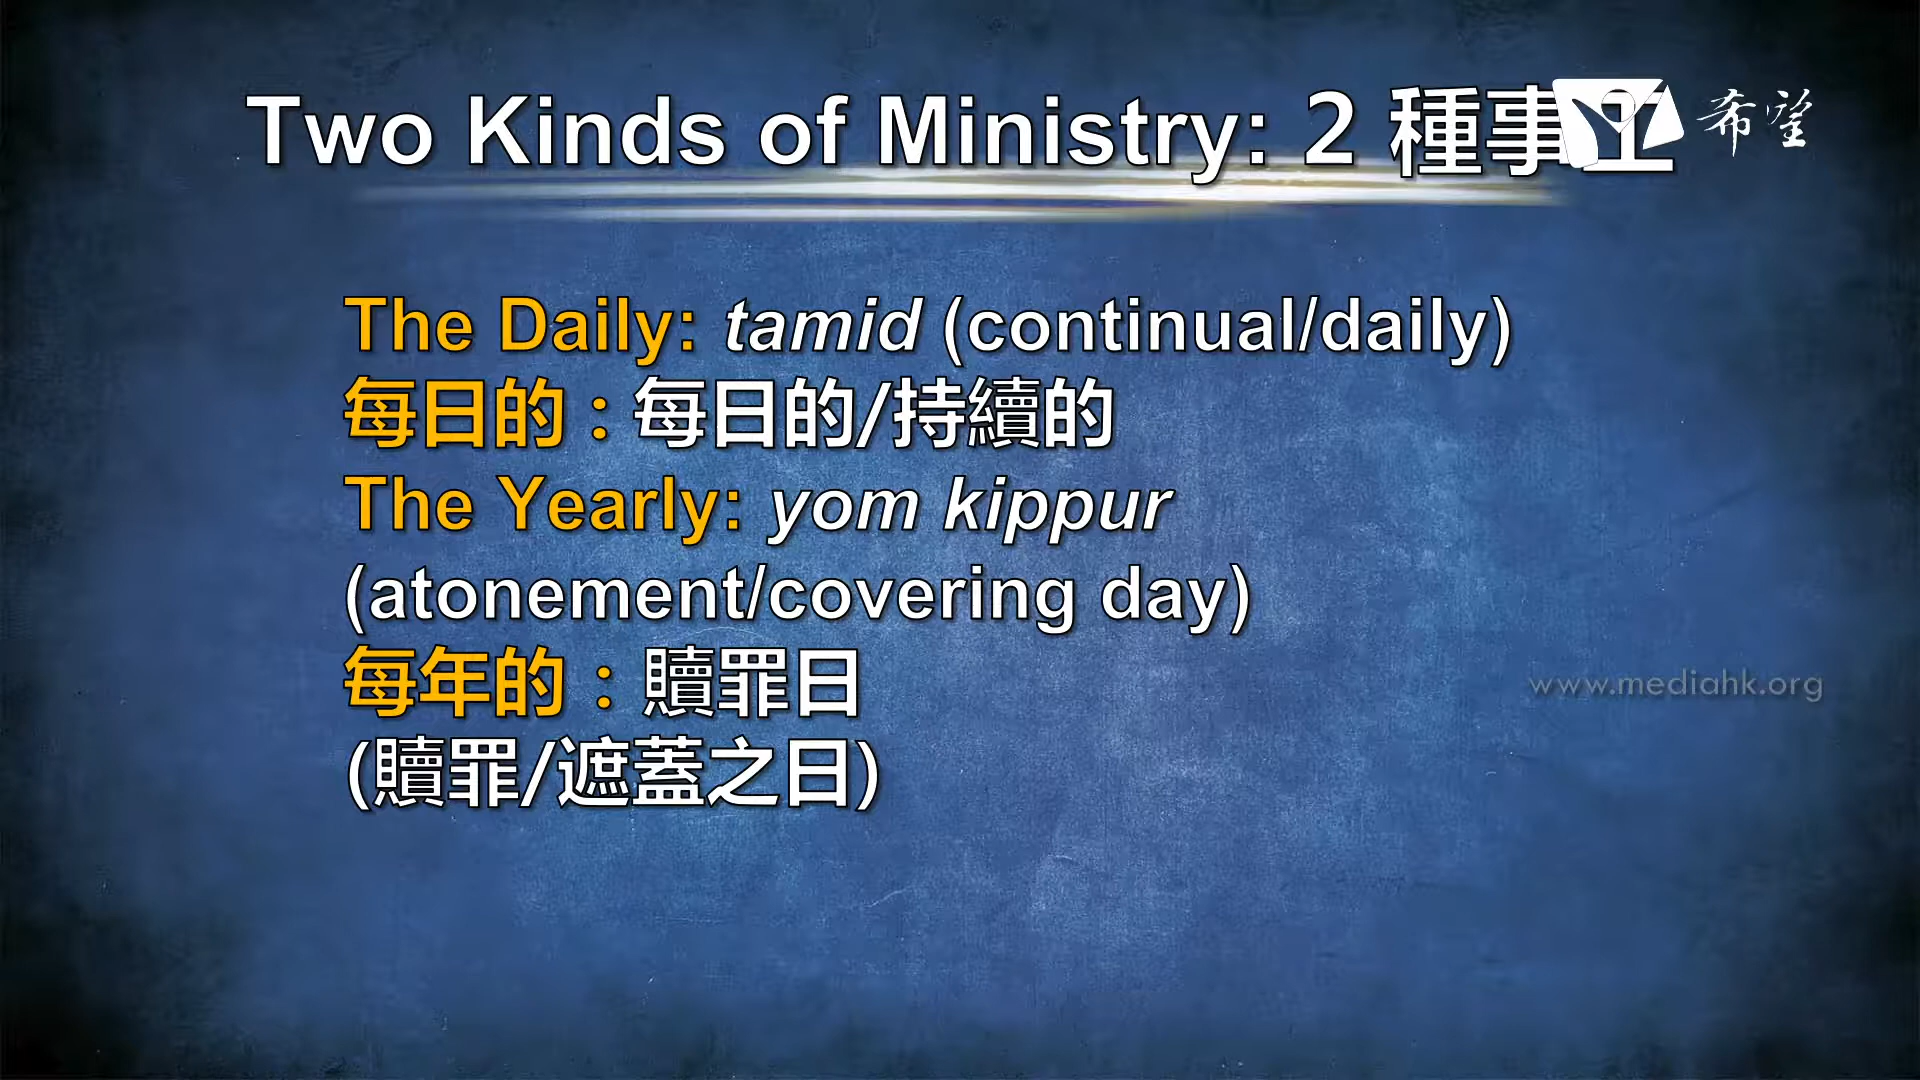 Two Kinds of Ministry: 2 種事工
希望
The Daily: tamid (continual/daily)
每日的：每日的/持續的
The Yearly: yom kippur
(atonement/covering day)
每年的：贖罪日
www.mediahk.org
(贖罪/遮蓋之日)